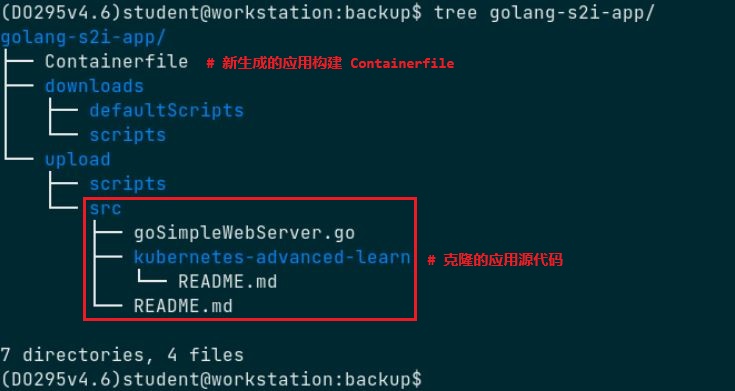 (DO295v4.6)student@workstation:backup$ tree golang-s2i-app/
golang-s2i-app/
├── Containerfile # 新生成的应用构建 Containerfile
├── downloads
│   ├── defaultScripts
│   └── scripts
└── upload
    ├── scripts
    └── src
        ├── goSimpleWebServer.go
        ├── kubernetes-advanced-learn # 克隆的应用源代码
        │   └── README.md
        └── README.md
7 directories, 4 files
(DO295v4.6)student@workstation:backup$